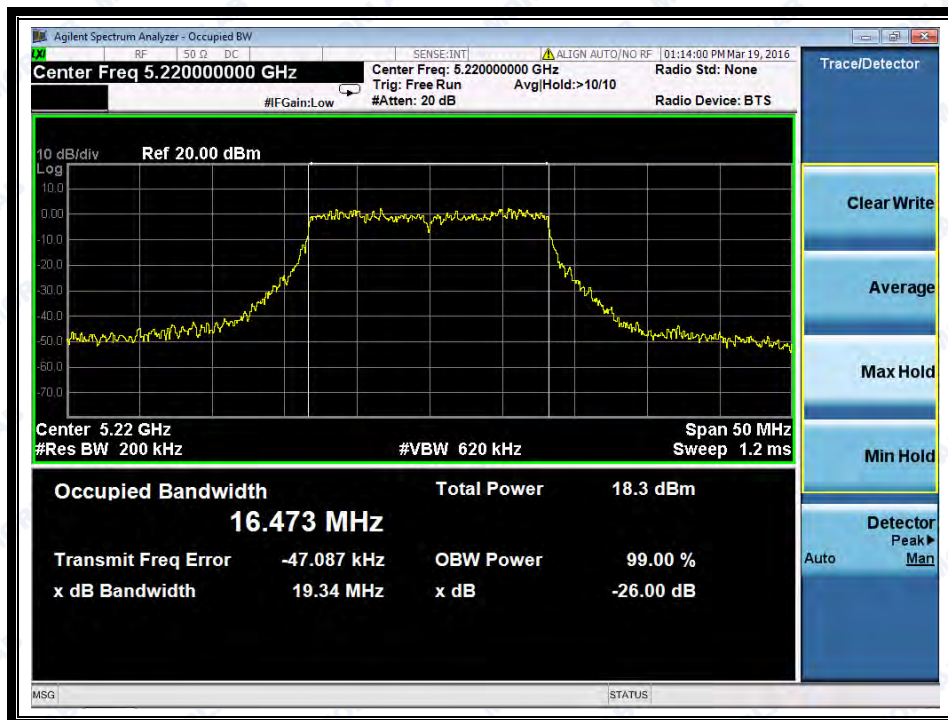 Agilent Spectrum Analyzer - Occupied BW
LXI RF 50 Ω DC SENSE:INT ALIGN AUTO/NO RF 01:14:00 PM Mar 19, 2016
Center Freq 5.220000000 GHz
Center Freq: 5.220000000 GHz
Radio Std: None
Trig: Free Run Avg|Hold:>10/10
#IFGain:Low
#Atten: 20 dB
Radio Device: BTS
Trace/Detector
10 dB/div Ref 20.00 dBm
Log
10.0
0.00
-10.0
-20.0
-30.0
-40.0
-50.0
-60.0
-70.0
Center 5.22 GHz Span 50 MHz
#Res BW 200 kHz #VBW 620 kHz Sweep 1.2 ms
Occupied Bandwidth Total Power 18.3 dBm
16.473 MHz
Transmit Freq Error -47.087 kHz OBW Power 99.00 %
x dB Bandwidth 19.34 MHz x dB -26.00 dB
Clear Write
Average
Max Hold
Min Hold
Detector
Peak▶
Auto Man
MSG STATUS